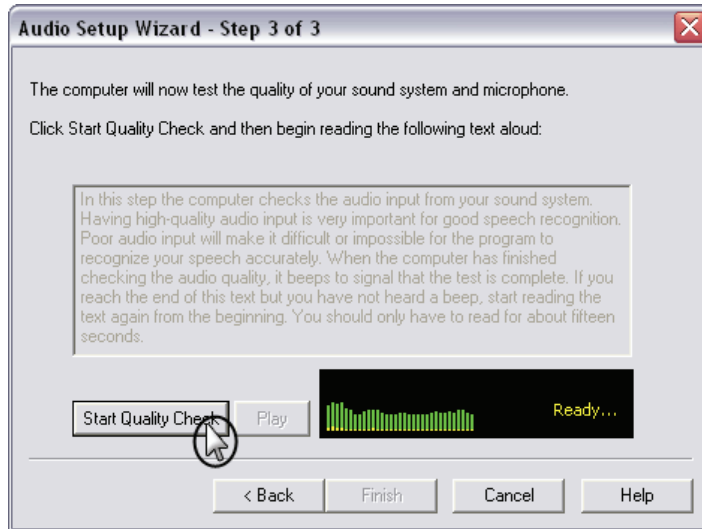 Audio Setup Wizard - Step 3 of 3
The computer will now test the quality of your sound system and microphone.
Click Start Quality Check and then begin reading the following text aloud:
In this step the computer checks the audio input from your sound system.
Having high-quality audio input is very important for good speech recognition.
Poor audio input will make it difficult or impossible for the program to
recognize your speech accurately. When the computer has finished
checking the audio quality, it beeps to signal that the test is complete. If you
reach the end of this text but you have not heard a beep, start reading the
text again from the beginning. You should only have to read for about fifteen
seconds.
Start Quality Check
Play
Ready...
< Back
Finish
Cancel
Help